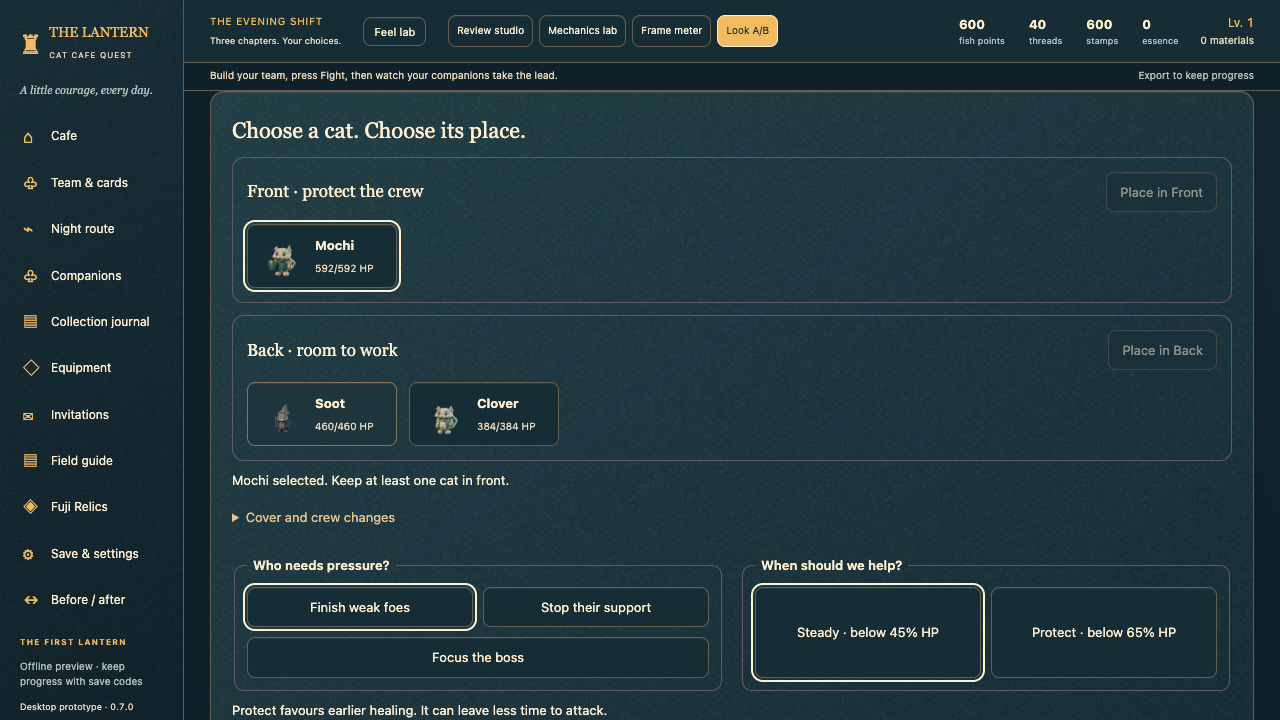 THE LANTERN
CAT CAFE QUEST
A little courage, every day.
Cafe
Team & cards
Night route
Companions
Collection journal
Equipment
Invitations
Field guide
Fuji Relics
Save & settings
Before / after
THE FIRST LANTERN
Offline preview · keep
progress with save codes
Desktop prototype · 0.7.0
THE EVENING SHIFT
Three chapters. Your choices.
Feel lab
Review studio
Mechanics lab
Frame meter
Look A/B
600
fish points
40
threads
600
stamps
0
essence
Lv. 1
0 materials
Build your team, press Fight, then watch your companions take the lead.
Export to keep progress
Choose a cat. Choose its place.
Front · protect the crew
Place in Front
Mochi
592/592 HP
Back · room to work
Place in Back
Soot
460/460 HP
Clover
384/384 HP
Mochi selected. Keep at least one cat in front.
Cover and crew changes
Who needs pressure?
Finish weak foes
Stop their support
Focus the boss
When should we help?
Steady · below 45% HP
Protect · below 65% HP
Protect favours earlier healing. It can leave less time to attack.